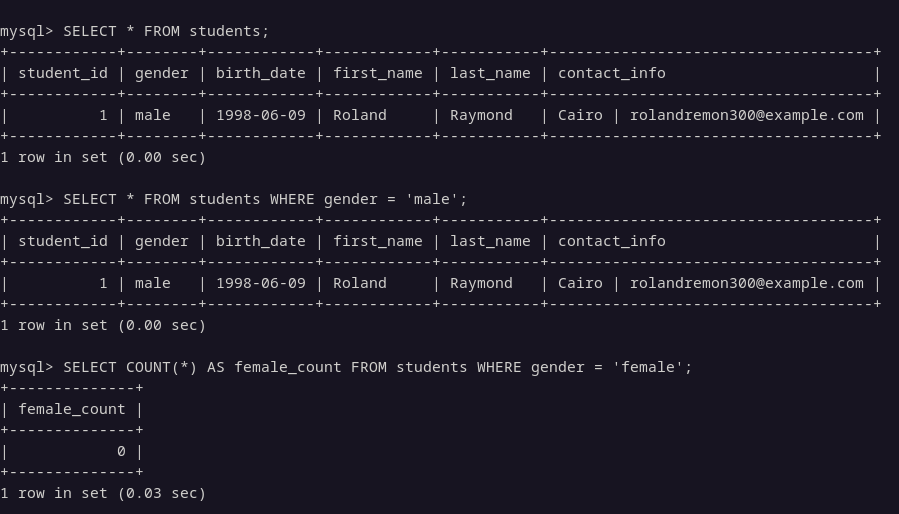 mysql> SELECT * FROM students;
+------------+--------+------------+------------+-----------+------------------------------------+
| student_id | gender | birth_date | first_name | last_name | contact_info                       |
+------------+--------+------------+------------+-----------+------------------------------------+
|          1 | male   | 1998-06-09 | Roland     | Raymond   | Cairo | rolandremon300@example.com |
+------------+--------+------------+------------+-----------+------------------------------------+
1 row in set (0.00 sec)
mysql> SELECT * FROM students WHERE gender = 'male';
+------------+--------+------------+------------+-----------+------------------------------------+
| student_id | gender | birth_date | first_name | last_name | contact_info                       |
+------------+--------+------------+------------+-----------+------------------------------------+
|          1 | male   | 1998-06-09 | Roland     | Raymond   | Cairo | rolandremon300@example.com |
+------------+--------+------------+------------+-----------+------------------------------------+
1 row in set (0.00 sec)
mysql> SELECT COUNT(*) AS female_count FROM students WHERE gender = 'female';
+--------------+
| female_count |
+--------------+
|            0 |
+--------------+
1 row in set (0.03 sec)